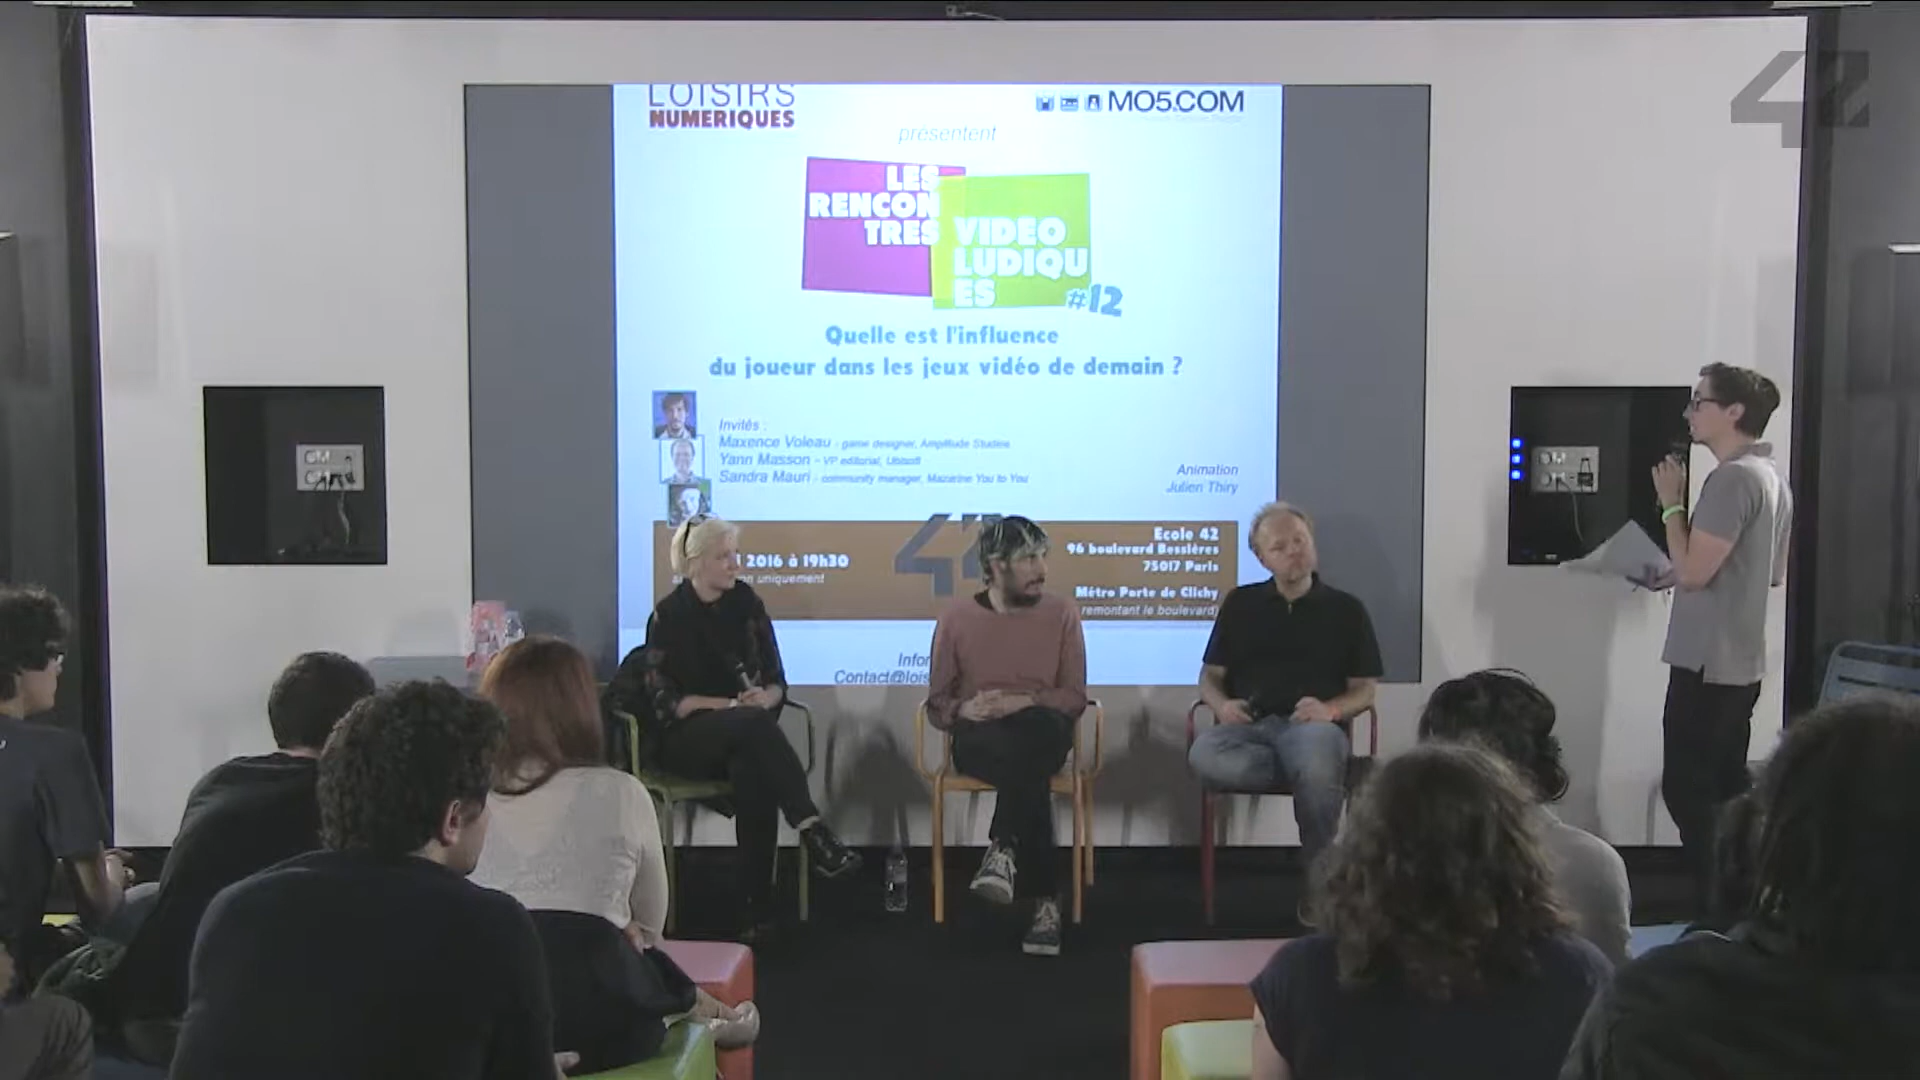 LOISIRS
NUMERIQUES
MO5.COM
présentent
LES
RENCON
TRES
VIDEO
LUDIQU
ES
#12
Quelle est l'influence
du joueur dans les jeux vidéo de demain ?
Invités :
Maxence Voleau - game designer, Amplitude Studios
Yann Masson - VP editorial, Ubisoft
Sandra Mauri - community manager, Mazarine You to You
Animation
Julien Thiry
2016 à 19h30
uniquement
42
Ecole 42
96 boulevard Bessières
75017 Paris
Métro Porte de Clichy
remontant le boulevard)
Infor
Contact@lois
42